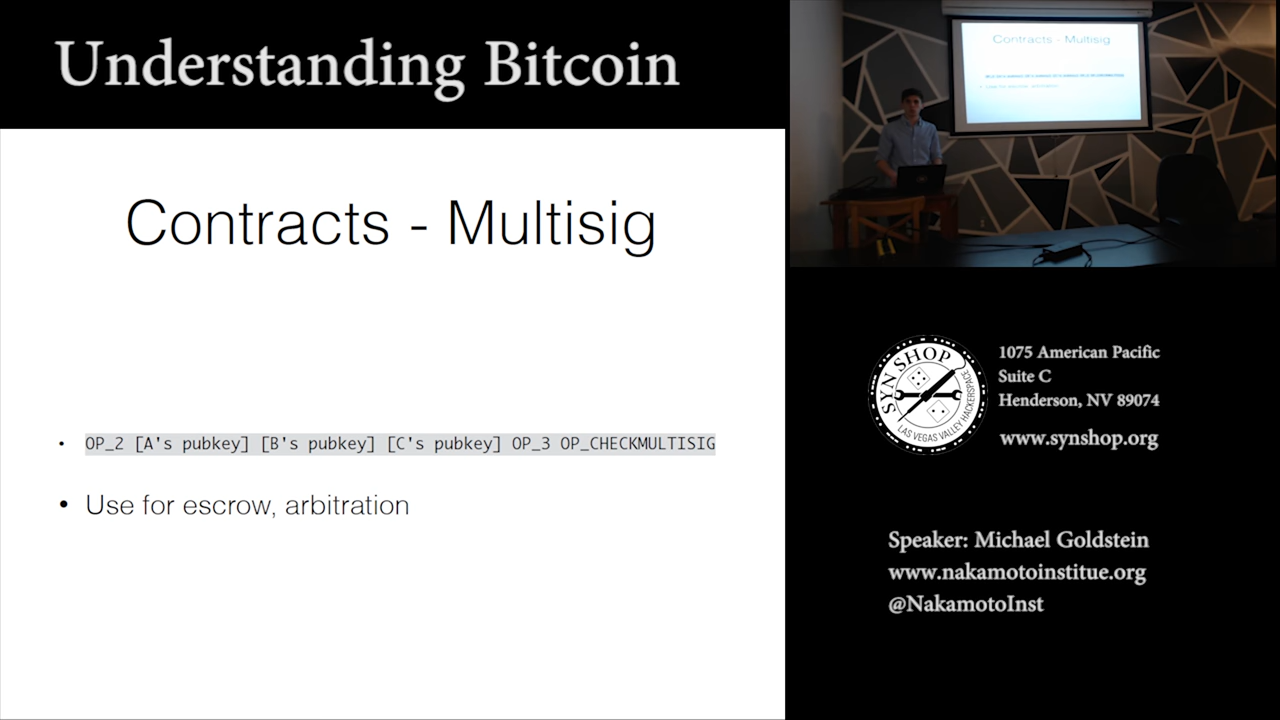 Understanding Bitcoin
Contracts - Multisig
• OP_2 [A's pubkey] [B's pubkey] [C's pubkey] OP_3 OP_CHECKMULTISIG
• Use for escrow, arbitration
Contracts - Multisig
SYN SHOP
LAS VEGAS VALLEY HACKERSPACE
1075 American Pacific
Suite C
Henderson, NV 89074
www.synshop.org
Speaker: Michael Goldstein
www.nakamotoinstitue.org
@NakamotoInst